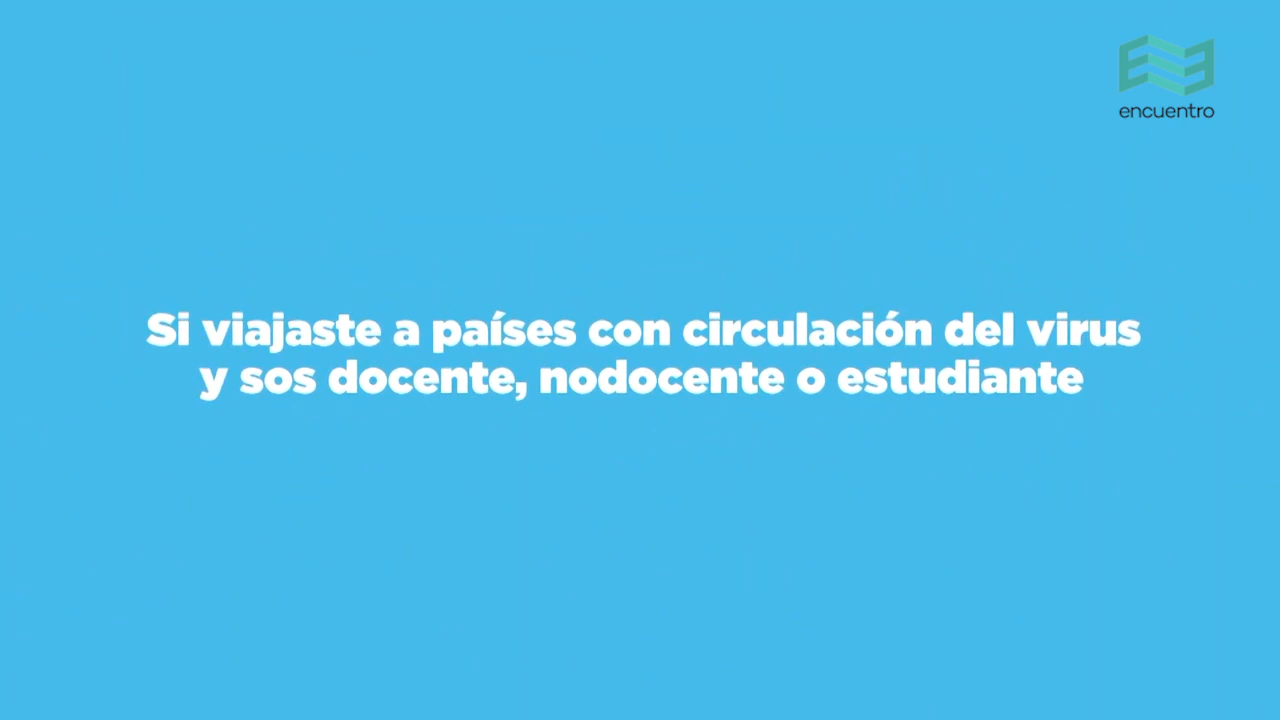 encuentro
Si viajaste a países con circulación del virus
y sos docente, nodocente o estudiante